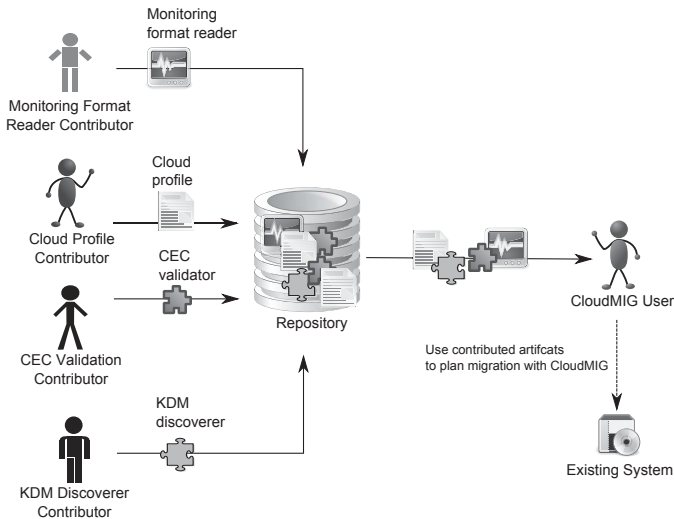 Monitoring
format reader
Monitoring Format
Reader Contributor
Cloud
profile
Cloud Profile
Contributor
CEC
validator
CEC Validation
Contributor
KDM
discoverer
KDM Discoverer
Contributor
Repository
CloudMIG User
Use contributed artifcats
to plan migration with CloudMIG
Existing System